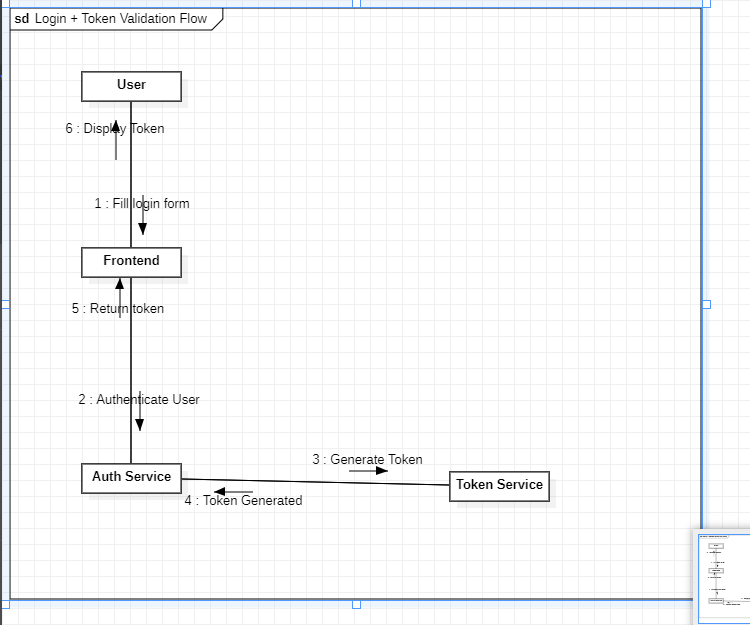 sd Login + Token Validation Flow
User
6 : Display Token
1 : Fill login form
Frontend
5 : Return token
2 : Authenticate User
3 : Generate Token
Auth Service
Token Service
4 : Token Generated